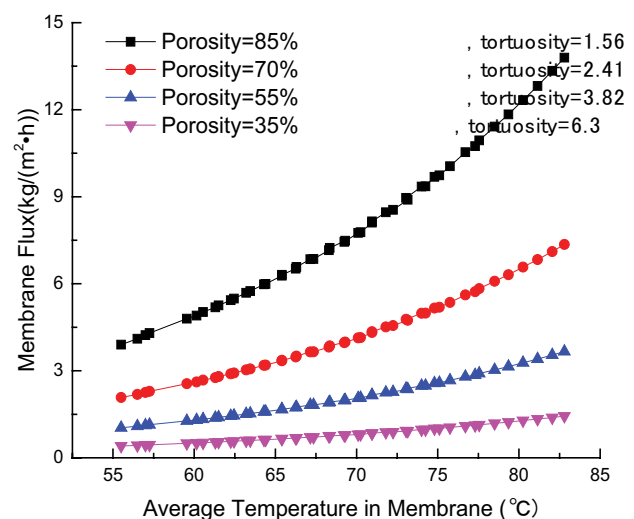 15
12
9
6
3
0
Membrane Flux(kg/(m²•h))
Porosity=85% , tortuosity=1.56
Porosity=70% , tortuosity=2.41
Porosity=55% , tortuosity=3.82
Porosity=35% , tortuosity=6.3
55 60 65 70 75 80 85
Average Temperature in Membrane (℃)